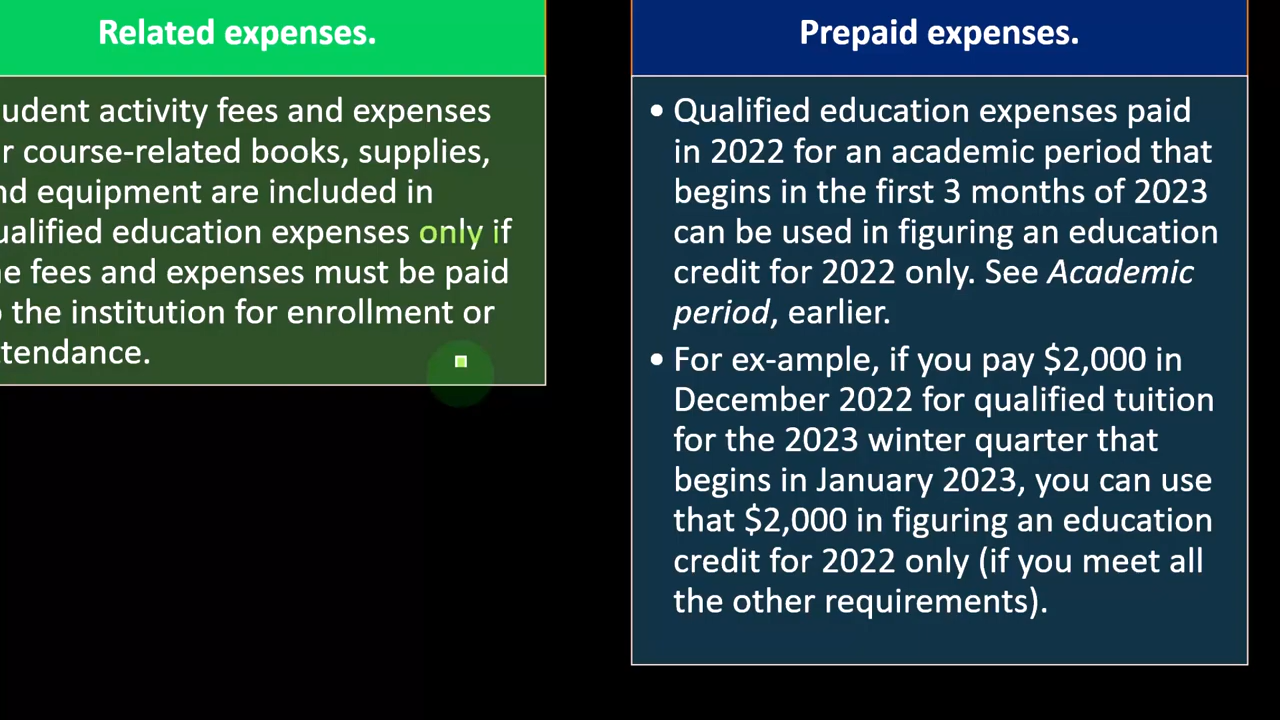 Related expenses.
udent activity fees and expenses
r course-related books, supplies,
nd equipment are included in
ualified education expenses only if
e fees and expenses must be paid
o the institution for enrollment or
tendance.
Prepaid expenses.
• Qualified education expenses paid
in 2022 for an academic period that
begins in the first 3 months of 2023
can be used in figuring an education
credit for 2022 only. See Academic
period, earlier.
• For ex-ample, if you pay $2,000 in
December 2022 for qualified tuition
for the 2023 winter quarter that
begins in January 2023, you can use
that $2,000 in figuring an education
credit for 2022 only (if you meet all
the other requirements).